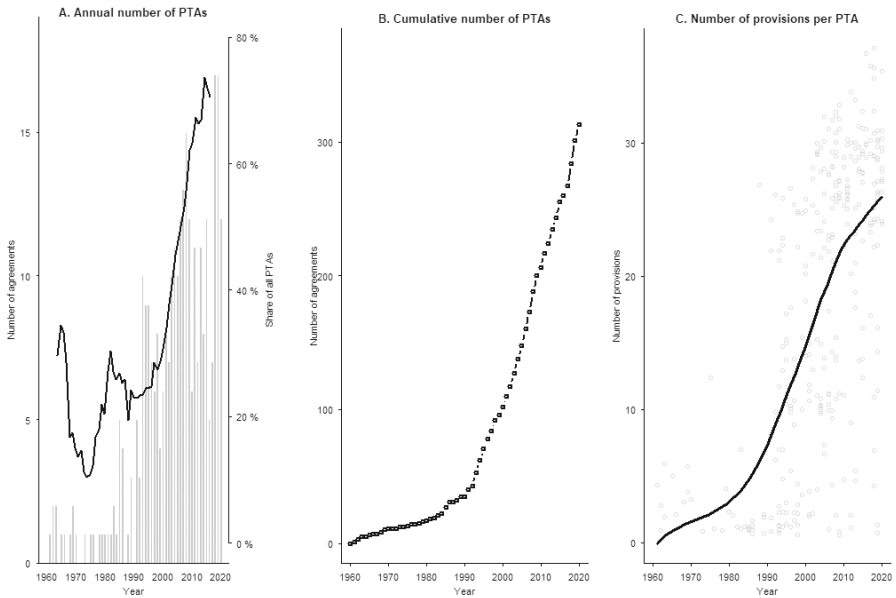 A. Annual number of PTAs
Number of agreements
15
10
5
0
80 %
60 %
40 %
20 %
0 %
Share of all PTAs
1960 1970 1980 1990 2000 2010 2020
Year
B. Cumulative number of PTAs
Number of agreements
300
200
100
0
1960 1970 1980 1990 2000 2010 2020
Year
C. Number of provisions per PTA
Number of provisions
30
20
10
0
1960 1970 1980 1990 2000 2010 2020
Year